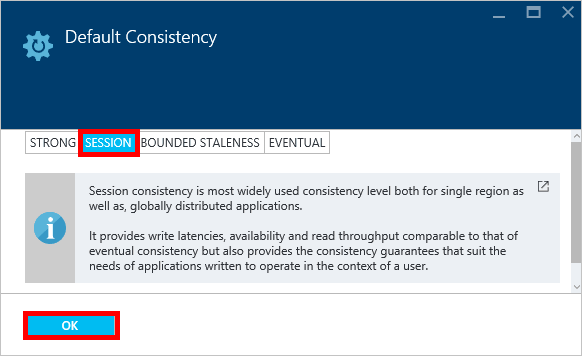 Default Consistency
STRONG SESSION BOUNDED STALENESS EVENTUAL
Session consistency is most widely used consistency level both for single region as
well as, globally distributed applications.
It provides write latencies, availability and read throughput comparable to that of
eventual consistency but also provides the consistency guarantees that suit the
needs of applications written to operate in the context of a user.
OK